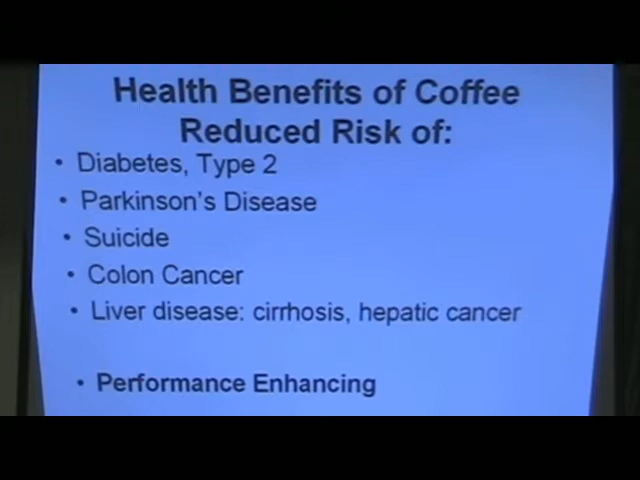 Health Benefits of Coffee
Reduced Risk of:
• Diabetes, Type 2
• Parkinson's Disease
• Suicide
• Colon Cancer
• Liver disease: cirrhosis, hepatic cancer
• Performance Enhancing